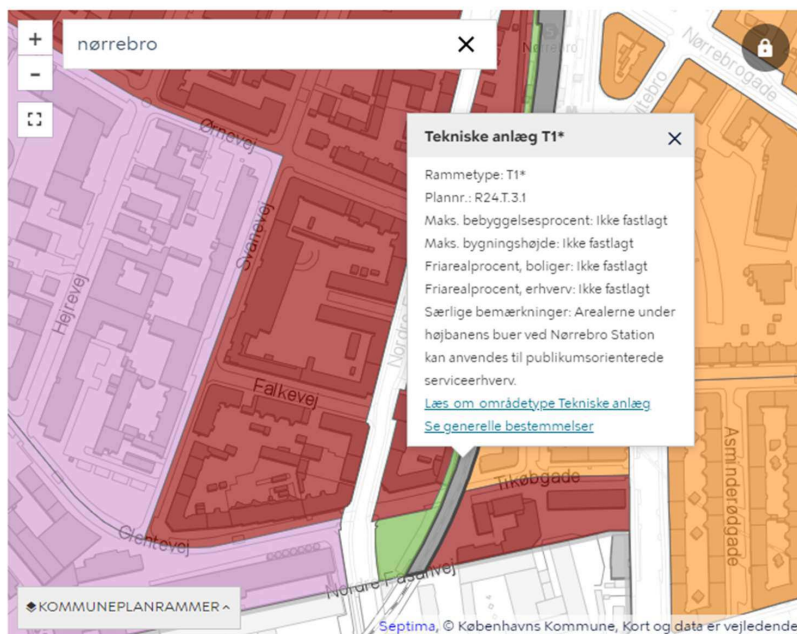 +
nørrebro
-
Nørrebro
Nørrebrogade
Ørnevej
Tekniske anlæg T1*
Rammetype: T1*
Plannr.: R24.T.3.1
Maks. bebyggelsesprocent: Ikke fastlagt
Maks. bygningshøjde: Ikke fastlagt
Friarealprocent, boliger: Ikke fastlagt
Friarealprocent, erhverv: Ikke fastlagt
Særlige bemærkninger: Arealerne under
højbanens buer ved Nørrebro Station
kan anvendes til publikumsorienterede
serviceerhverv.
Læs om områdetype Tekniske anlæg
Se generelle bestemmelser
Svanevej
Hejrevej
Nordre
Falkevej
Tikøbgade
Asminderødgade
Glentevej
Nordre Fasanvej
KOMMUNEPLANRAMMER
Septima, © Københavns Kommune, Kort og data er vejledende